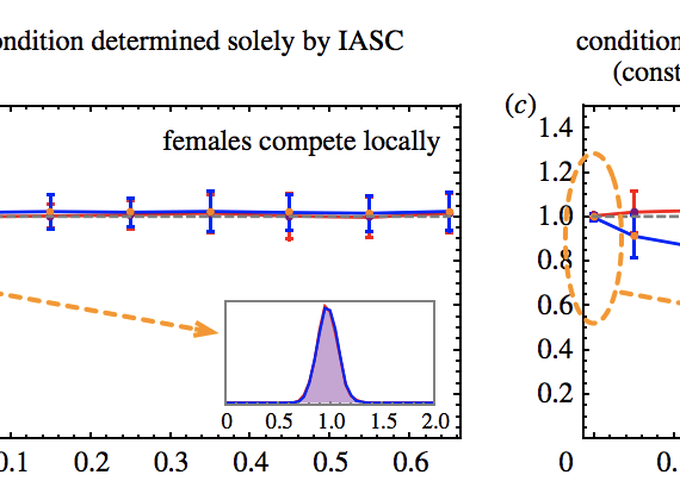 ondition determined solely by IASC
condition
(const
(c)
females compete locally
1.4
1.2
1.0
0.8
0.6
0.4
0.2
0 0.5 1.0 1.5 2.0
0.1 0.2 0.3 0.4 0.5 0.6
0 0.